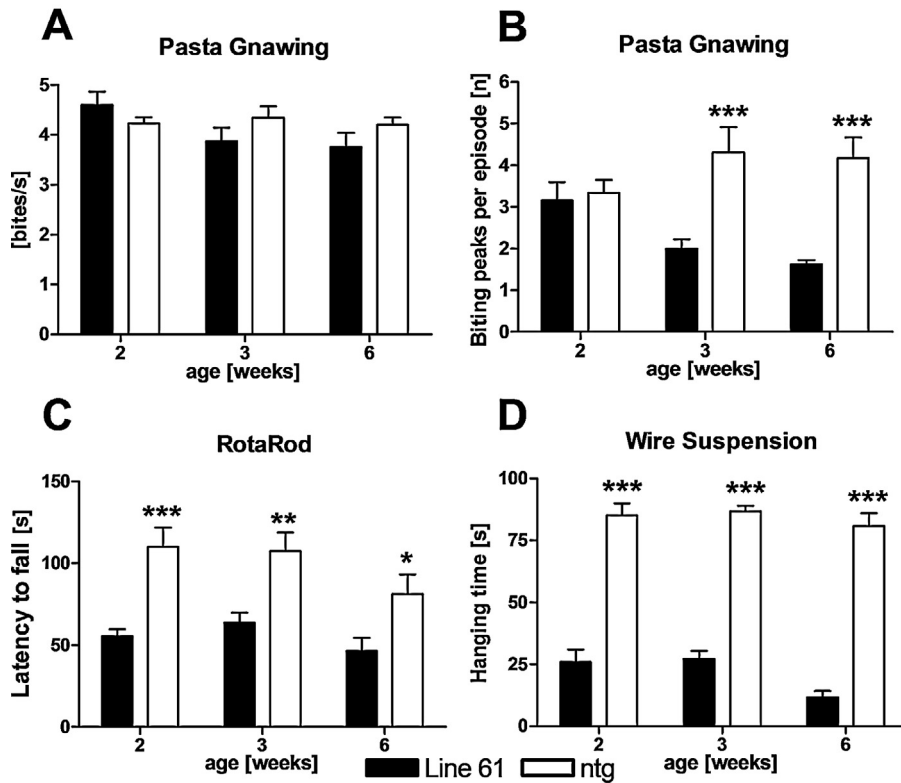 A
Pasta Gnawing
[bites/s]
5
4
3
2
1
0
2 3 6
age [weeks]
B
Pasta Gnawing
Biting peaks per episode [n]
6
5
4
3
2
1
0
*** ***
2 3 6
age [weeks]
C
RotaRod
Latency to fall [s]
150
100
50
0
*** ** *
2 3 6
age [weeks]
D
Wire Suspension
Hanging time [s]
100
75
50
25
0
*** *** ***
2 3 6
age [weeks]
Line 61 ntg